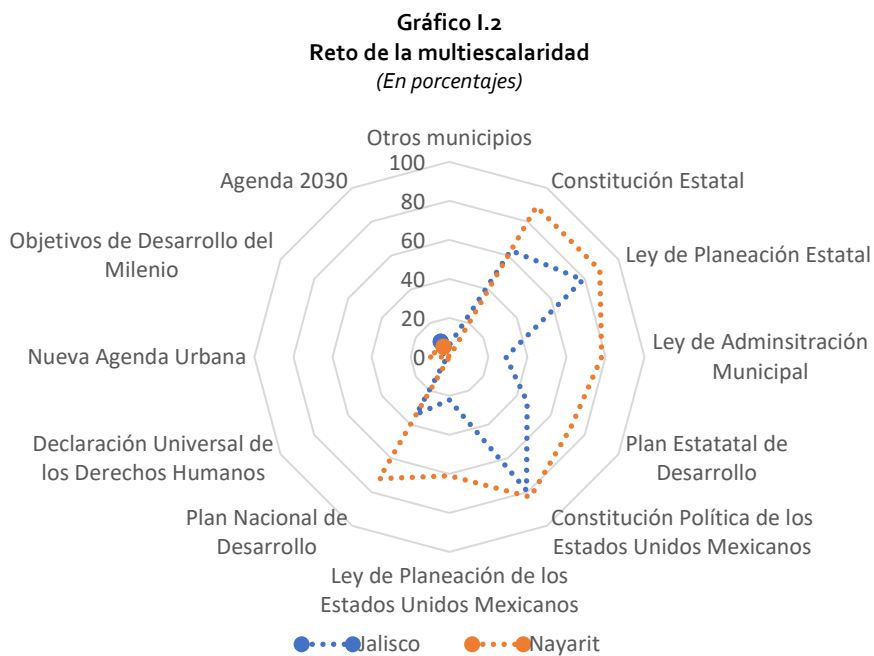 Gráfico I.2
Reto de la multiescalaridad
(En porcentajes)
Otros municipios
100
Agenda 2030
Constitución Estatal
80
Objetivos de Desarrollo del
Milenio
60
Ley de Planeación Estatal
40
20
Nueva Agenda Urbana
0
Ley de Adminsitración
Municipal
Declaración Universal de
los Derechos Humanos
Plan Estatatal de
Desarrollo
Plan Nacional de
Desarrollo
Constitución Política de los
Estados Unidos Mexicanos
Ley de Planeación de los
Estados Unidos Mexicanos
Jalisco
Nayarit